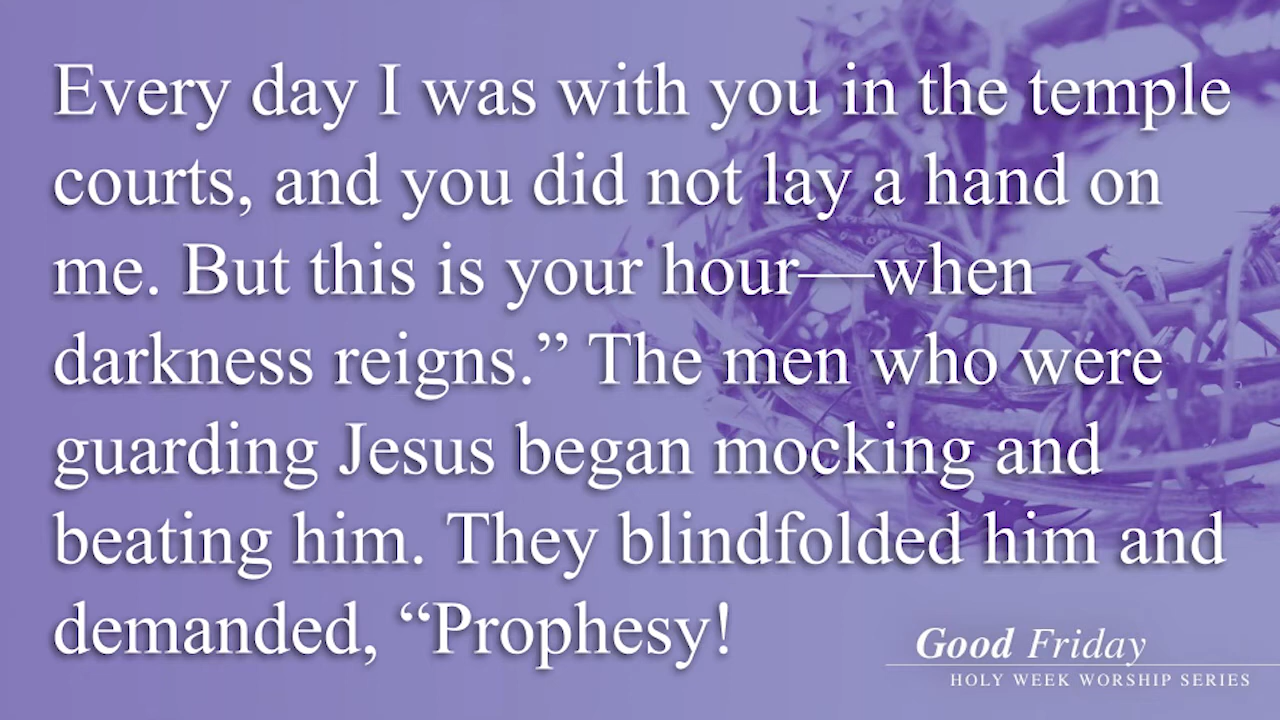 Every day I was with you in the temple
courts, and you did not lay a hand on
me. But this is your hour—when
darkness reigns.” The men who were
guarding Jesus began mocking and
beating him. They blindfolded him and
demanded, “Prophesy!
Good Friday
HOLY WEEK WORSHIP SERIES